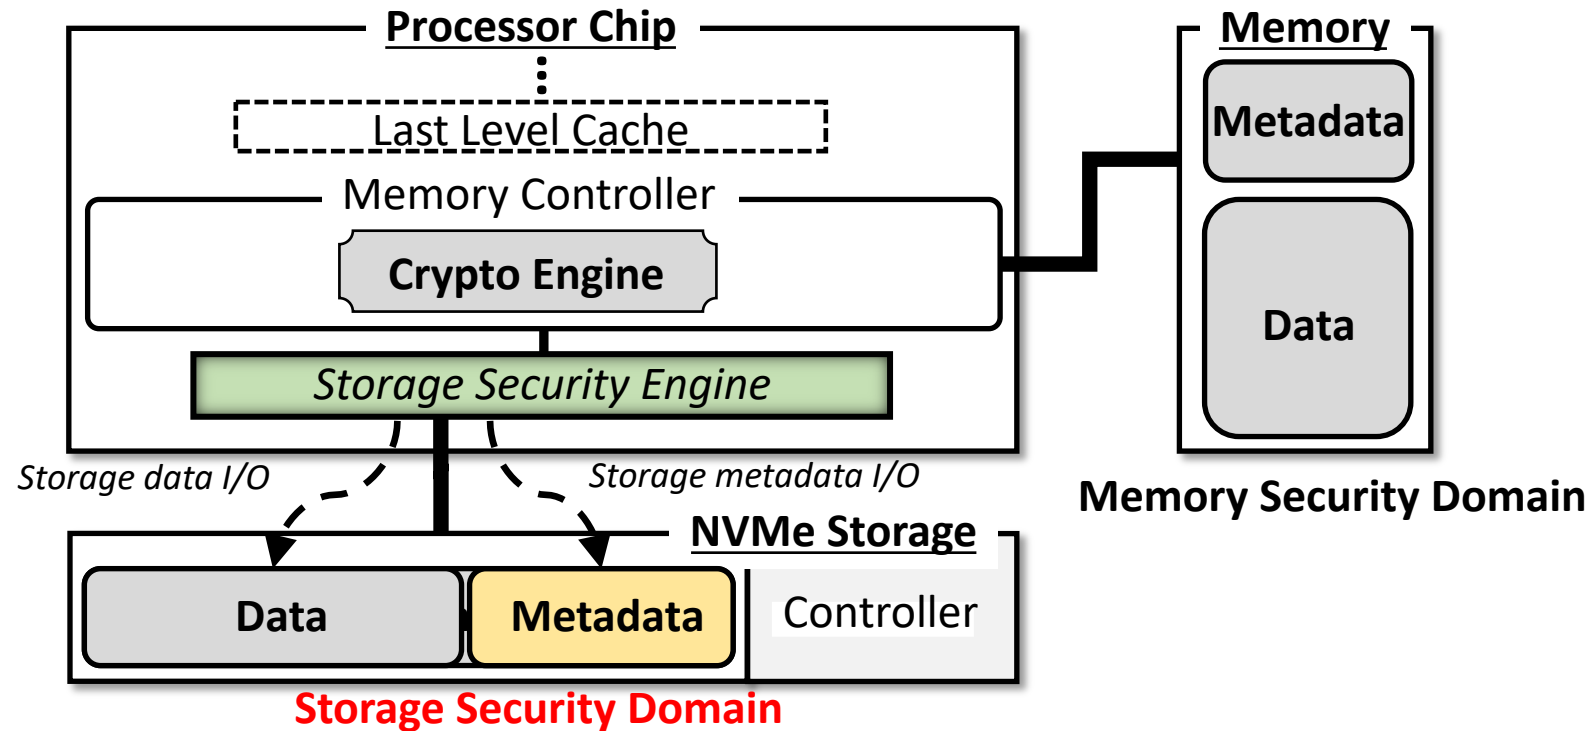 Processor Chip
Last Level Cache
Memory Controller
Crypto Engine
Storage Security Engine
Storage data I/O
Storage metadata I/O
Memory
Metadata
Data
Memory Security Domain
NVMe Storage
Data
Metadata
Controller
Storage Security Domain